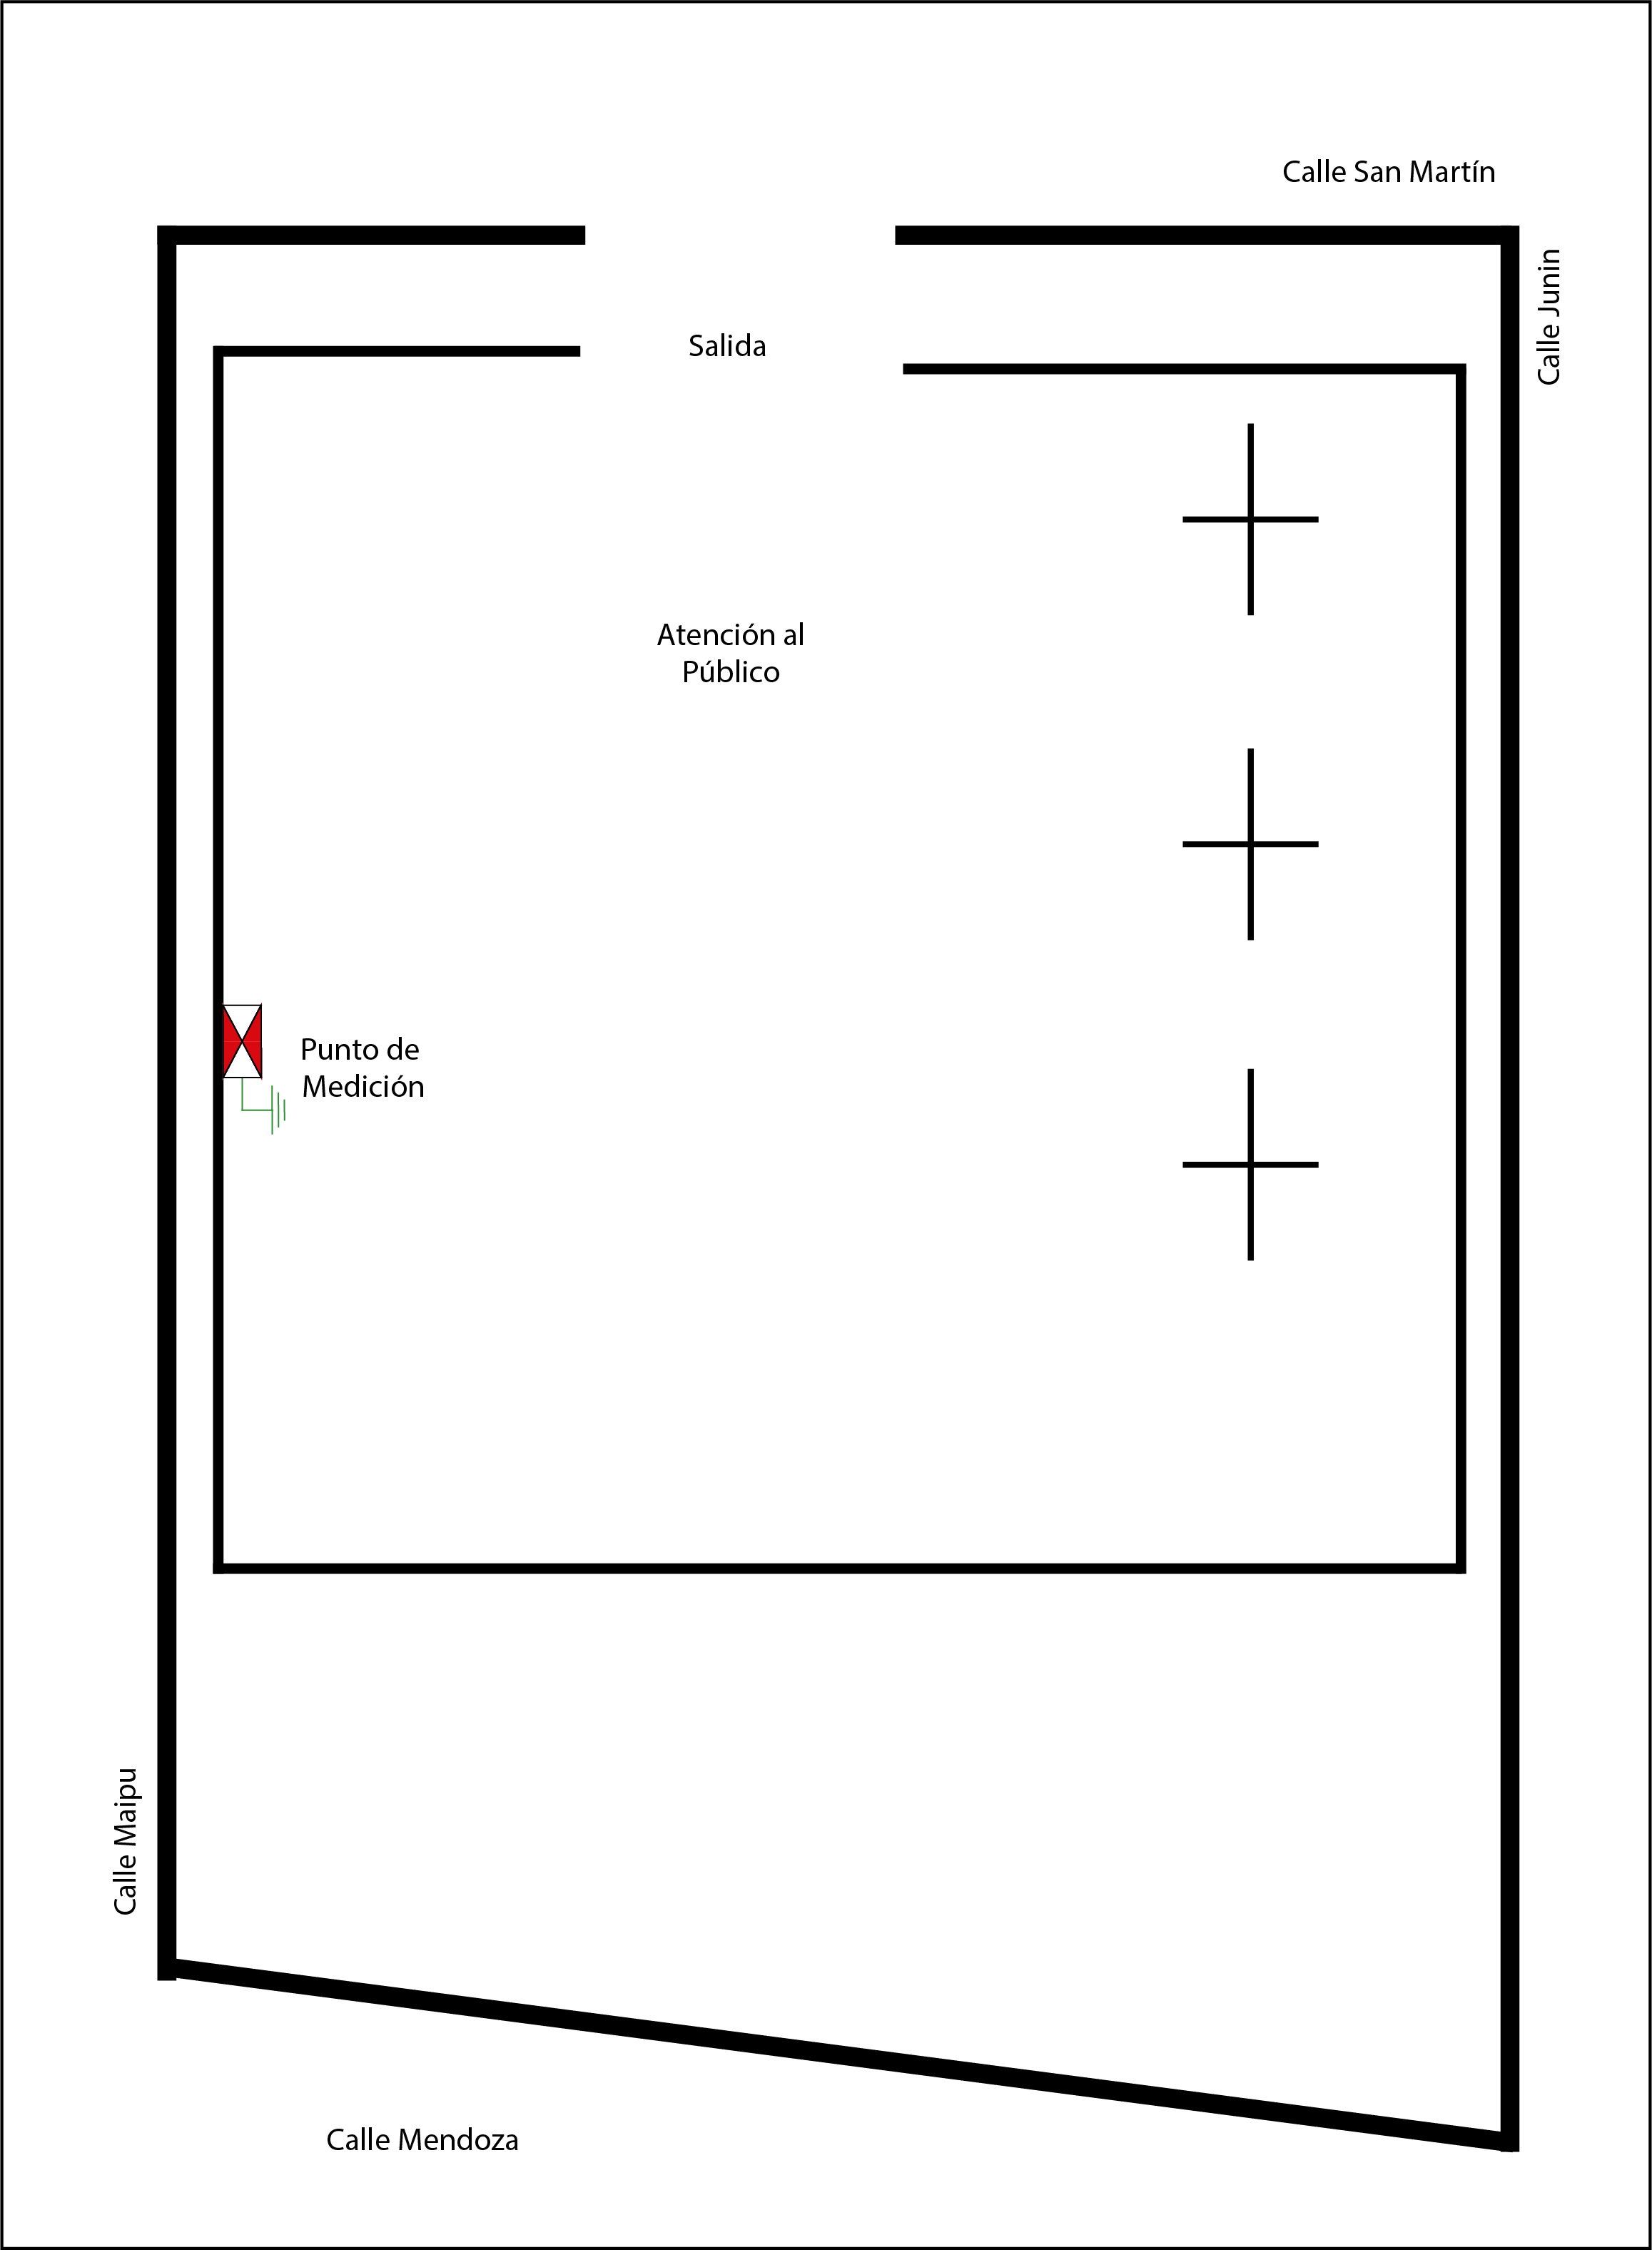 Calle San Martín
Calle Junin
Salida
Atención al
Público
Punto de
Medición
Calle Maipu
Calle Mendoza